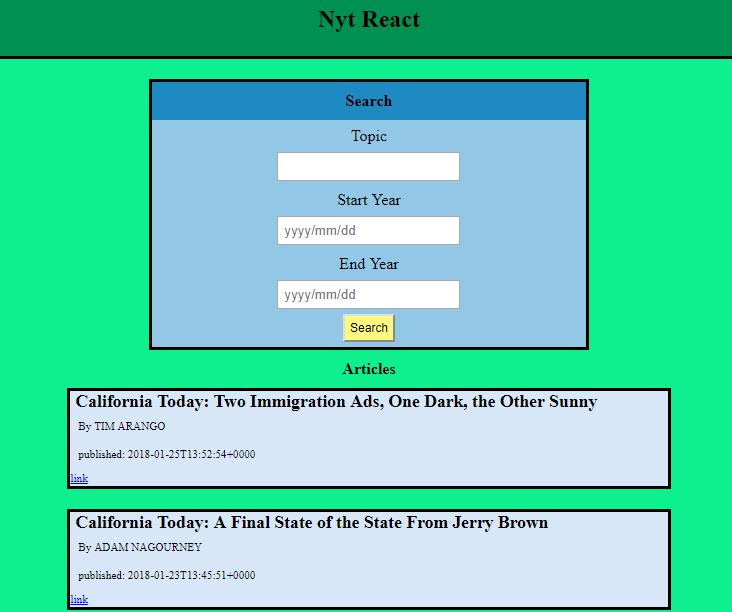 Nyt React
Search
Topic
Start Year
yyyy/mm/dd
End Year
yyyy/mm/dd
Search
Articles
California Today: Two Immigration Ads, One Dark, the Other Sunny
By TIM ARANGO
published: 2018-01-25T13:52:54+0000
link
California Today: A Final State of the State From Jerry Brown
By ADAM NAGOURNEY
published: 2018-01-23T13:45:51+0000
link